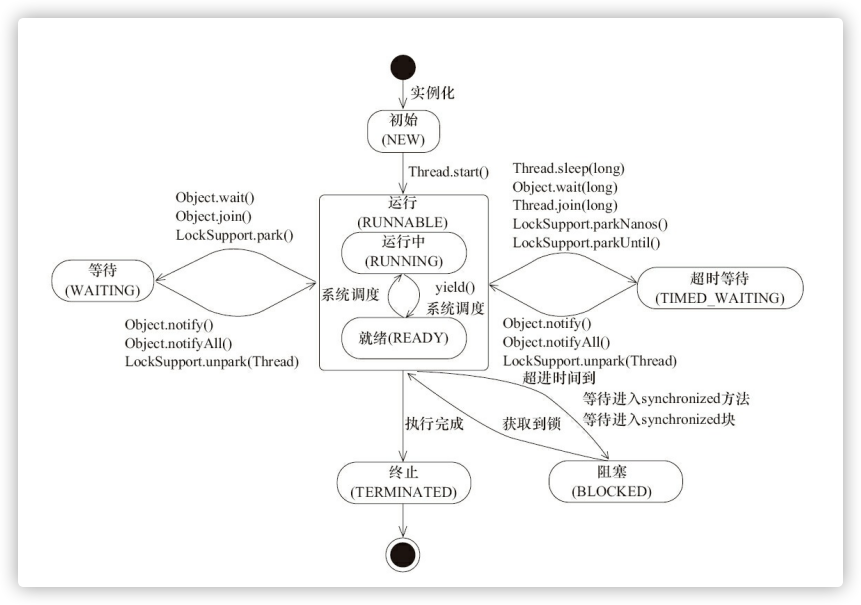 实例化
初始
(NEW)
Thread.start()
Object.wait()
Object.join()
LockSupport.park()
Thread.sleep(long)
Object.wait(long)
Thread.join(long)
LockSupport.parkNanos()
LockSupport.parkUntil()
运行
(RUNNABLE)
运行中
(RUNNING)
等待
(WAITING)
系统调度
yield()
系统调度
超时等待
(TIMED_WAITING)
就绪(READY)
Object.notify()
Object.notifyAll()
LockSupport.unpark(Thread)
Object.notify()
Object.notifyAll()
LockSupport.unpark(Thread)
超进时间到
等待进入synchronized方法
等待进入synchronized块
执行完成
获取到锁
终止
(TERMINATED)
阻塞
(BLOCKED)